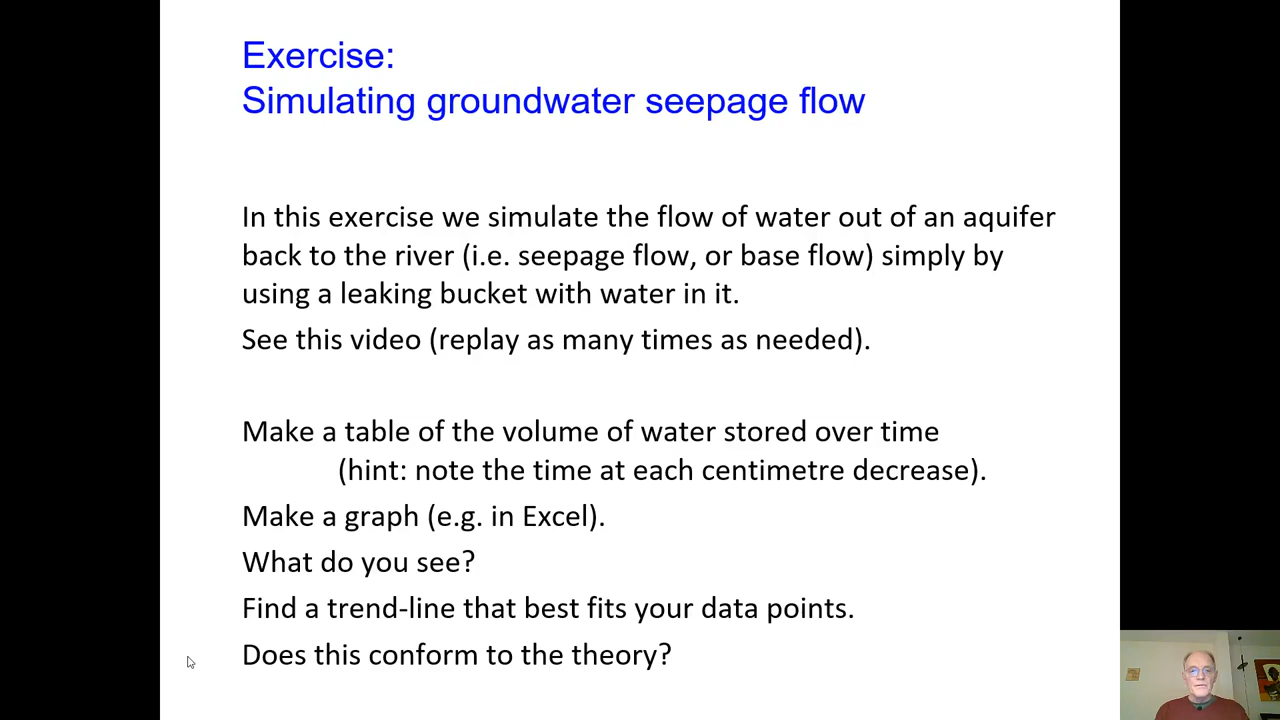 Exercise:
Simulating groundwater seepage flow
In this exercise we simulate the flow of water out of an aquifer
back to the river (i.e. seepage flow, or base flow) simply by
using a leaking bucket with water in it.
See this video (replay as many times as needed).
Make a table of the volume of water stored over time
(hint: note the time at each centimetre decrease).
Make a graph (e.g. in Excel).
What do you see?
Find a trend-line that best fits your data points.
Does this conform to the theory?